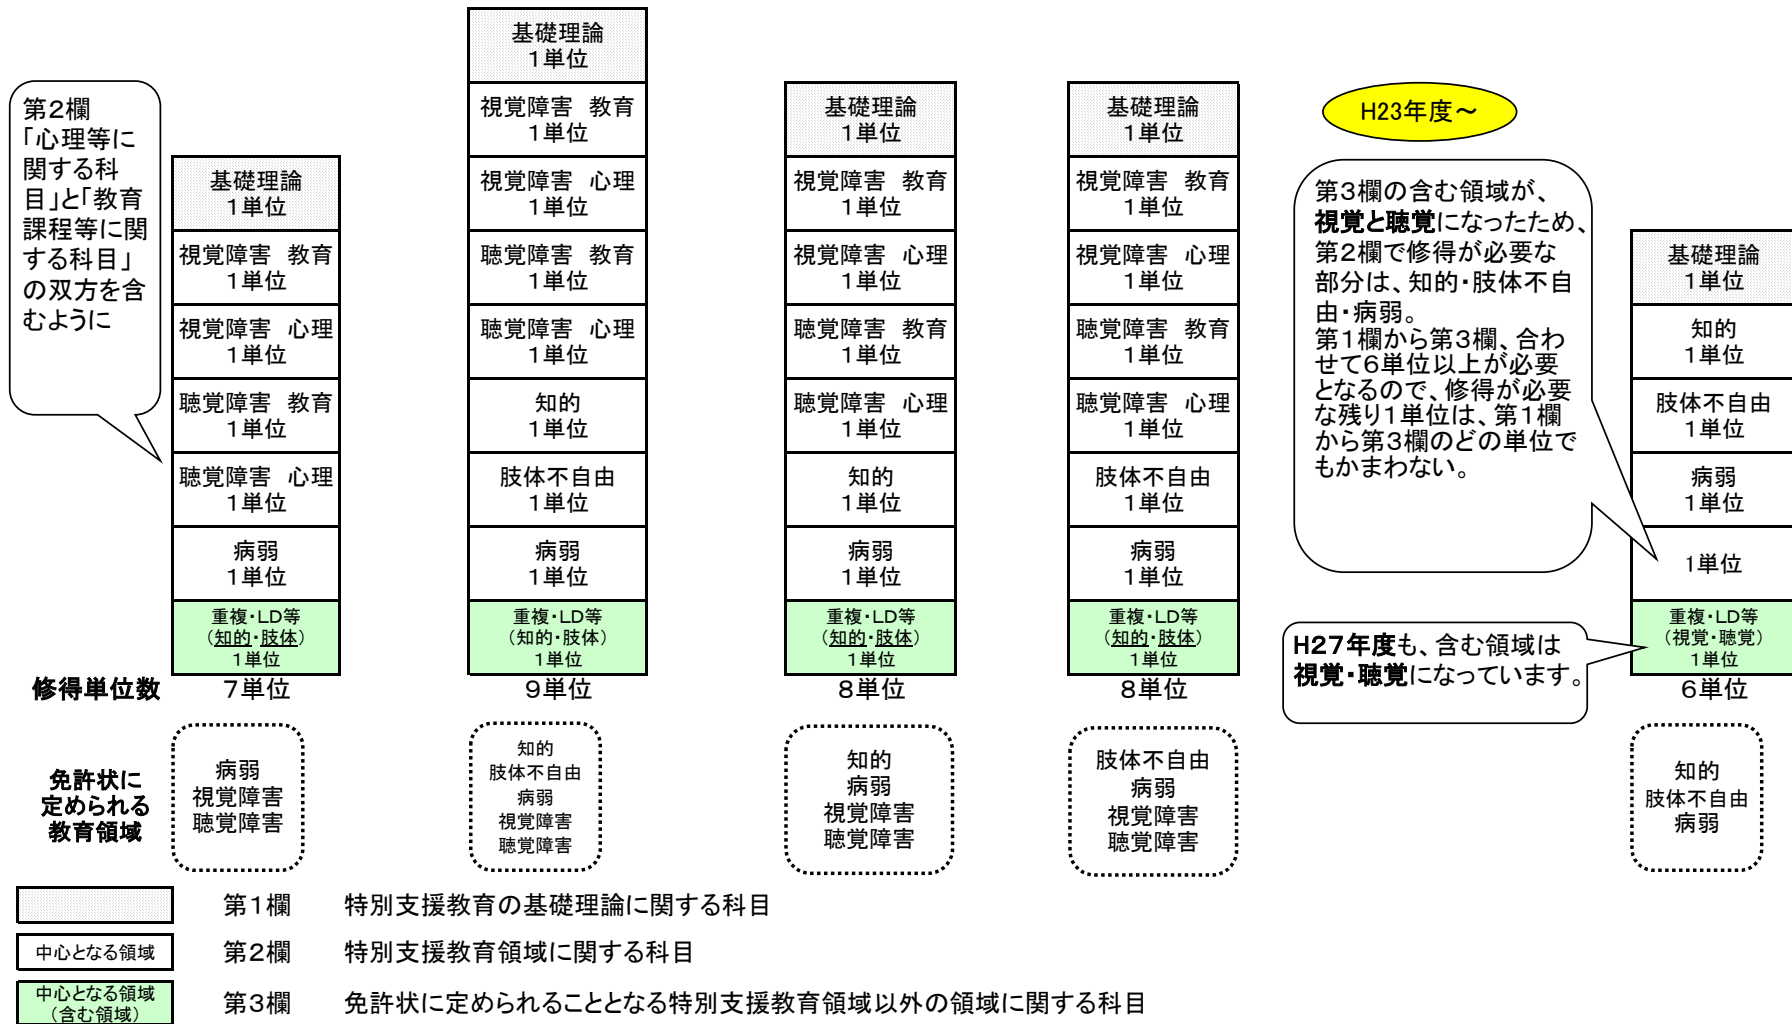 第2欄
「心理等に
関する科
目」と「教育
課程等に関
する科目」
の双方を含
むように
基礎理論
1単位
視覚障害 教育
1単位
視覚障害 心理
1単位
聴覚障害 教育
1単位
聴覚障害 心理
1単位
病弱
1単位
重複・LD等
(知的・肢体)
1単位
基礎理論
1単位
視覚障害 教育
1単位
視覚障害 心理
1単位
聴覚障害 教育
1単位
聴覚障害 心理
1単位
知的
1単位
肢体不自由
1単位
病弱
1単位
重複・LD等
(知的・肢体)
1単位
基礎理論
1単位
視覚障害 教育
1単位
視覚障害 心理
1単位
聴覚障害 教育
1単位
聴覚障害 心理
1単位
知的
1単位
病弱
1単位
重複・LD等
(知的・肢体)
1単位
基礎理論
1単位
視覚障害 教育
1単位
視覚障害 心理
1単位
聴覚障害 教育
1単位
聴覚障害 心理
1単位
肢体不自由
1単位
病弱
1単位
重複・LD等
(知的・肢体)
1単位
H23年度~
第3欄の含む領域が、
視覚と聴覚になったため、
第2欄で修得が必要な
部分は、知的・肢体不自
由・病弱。
第1欄から第3欄、合わ
せて6単位以上が必要
となるので、修得が必要
な残り1単位は、第1欄
から第3欄のどの単位で
もかまわない。
H27年度も、含む領域は
視覚・聴覚になっています。
基礎理論
1単位
知的
1単位
肢体不自由
1単位
病弱
1単位
1単位
重複・LD等
(視覚・聴覚)
1単位
修得単位数 7単位 9単位 8単位 8単位 6単位
免許状に
定められる
教育領域
病弱
視覚障害
聴覚障害
知的
肢体不自由
病弱
視覚障害
聴覚障害
知的
病弱
視覚障害
聴覚障害
肢体不自由
病弱
視覚障害
聴覚障害
知的
肢体不自由
病弱
第1欄 特別支援教育の基礎理論に関する科目
中心となる領域 第2欄 特別支援教育領域に関する科目
中心となる領域
(含む領域)
第3欄 免許状に定められることとなる特別支援教育領域以外の領域に関する科目